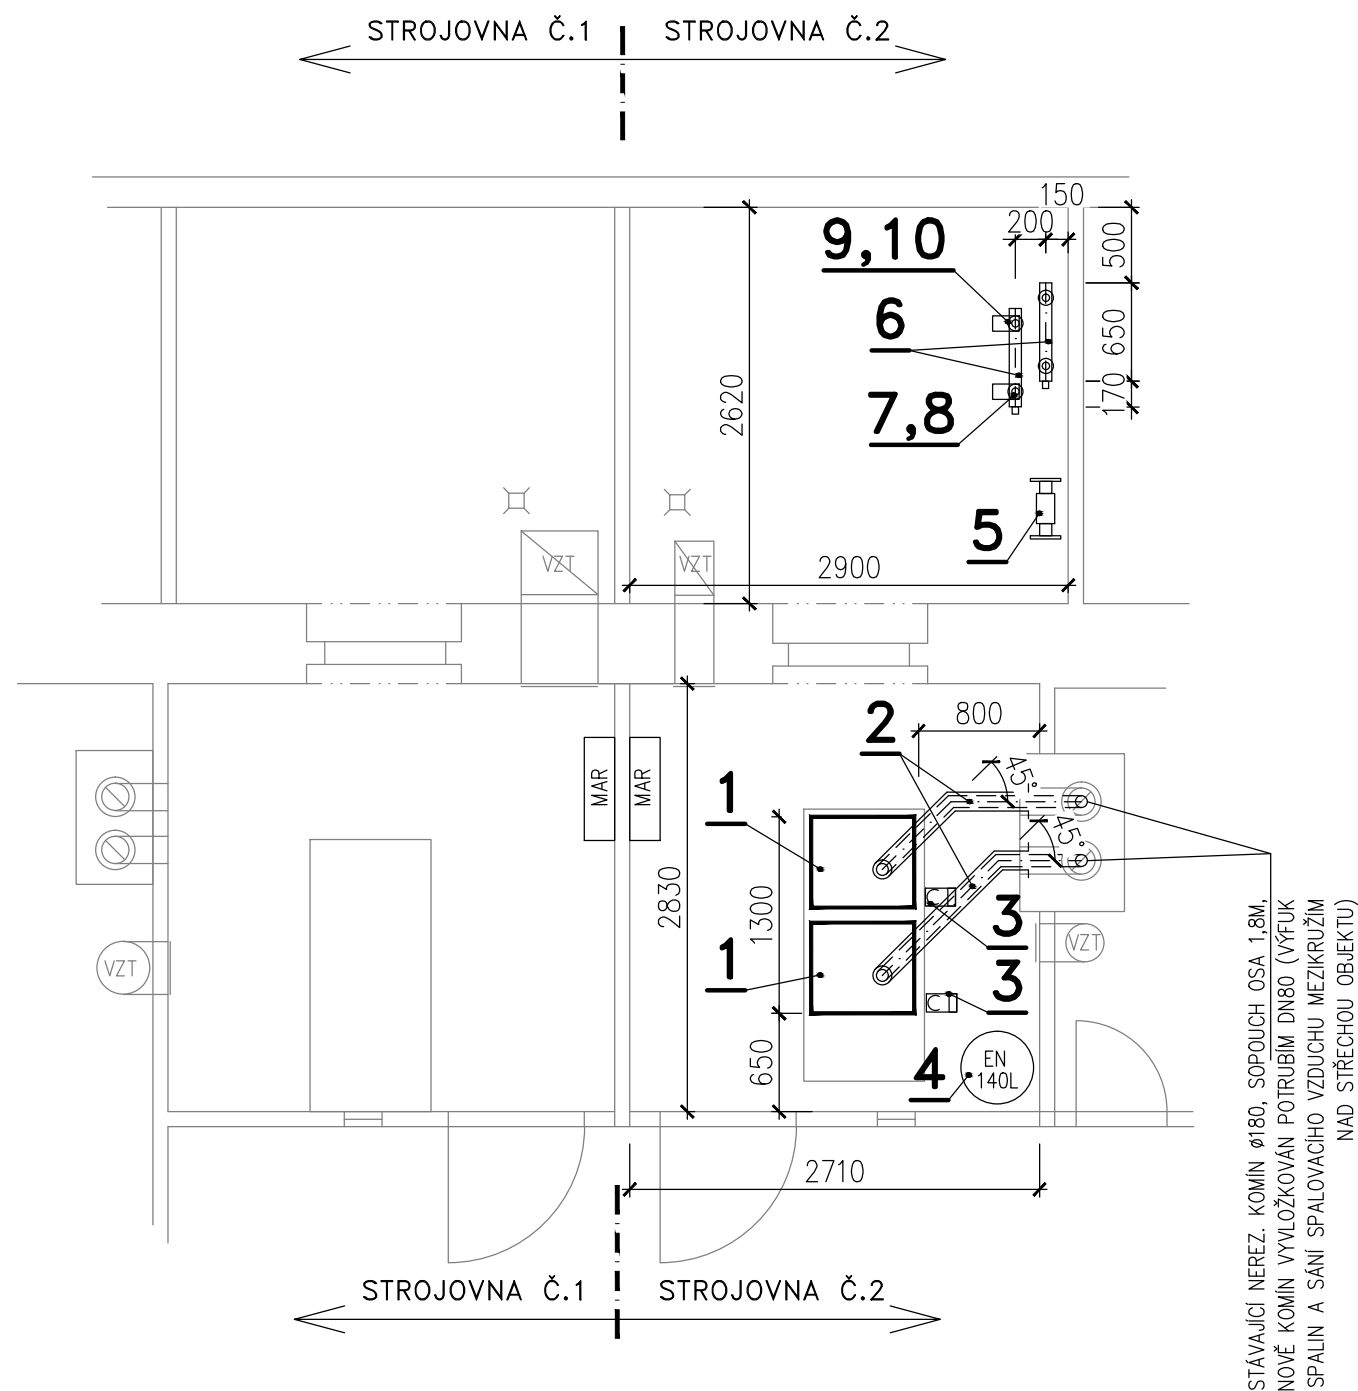 STROJOVNA Č.1
STROJOVNA Č.2
150
200
9,10
500
6
650
2620
170
7,8
5
VZT
VZT
2900
2
800
45°
MAR
MAR
1
45°
2830
1300
3
1
VZT
VZT
3
650
4
EN
140L
2710
STROJOVNA Č.1
STROJOVNA Č.2
STÁVAJÍCÍ NEREZ. KOMÍN ø180, SOPOUCH OSA 1,8M,
NOVĚ KOMÍN VYVLOŽKOVÁN POTRUBÍM DN80 (VÝFUK
SPALIN A SÁNÍ SPALOVACÍHO VZDUCHU MEZIKRUŽÍM
NAD STŘECHOU OBJEKTU)